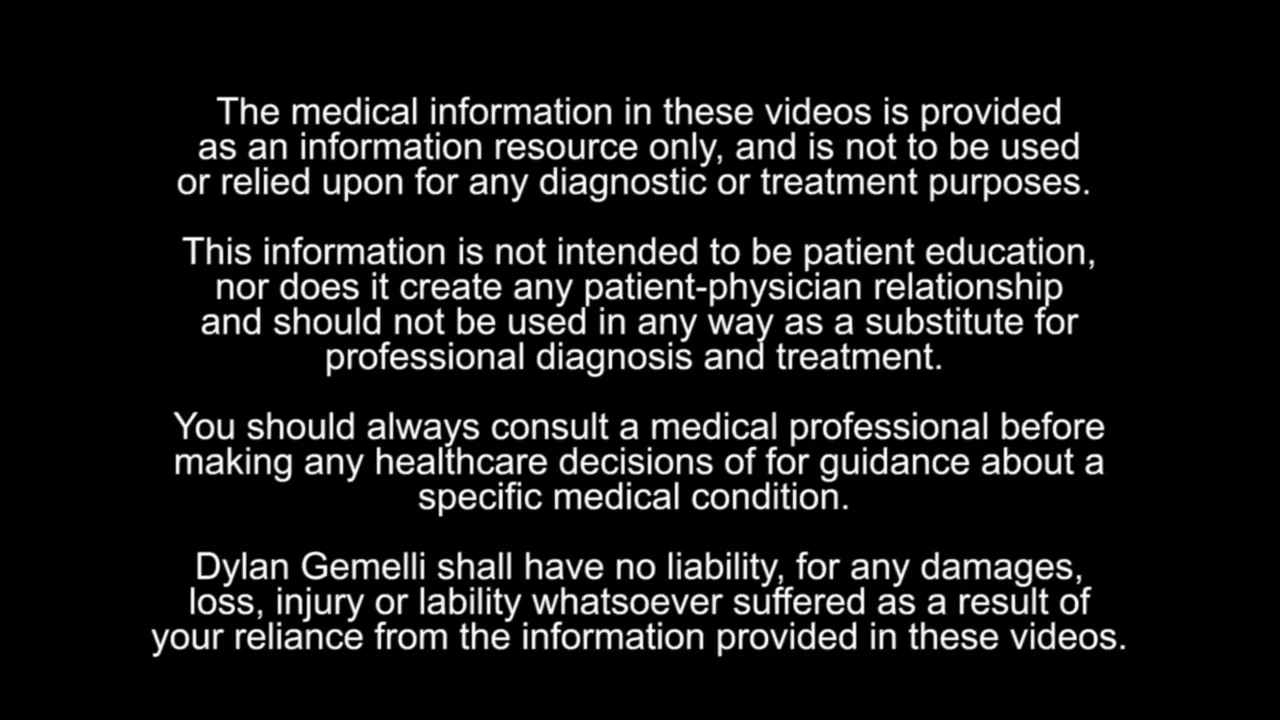 The medical information in these videos is provided
as an information resource only, and is not to be used
or relied upon for any diagnostic or treatment purposes.
This information is not intended to be patient education,
nor does it create any patient-physician relationship
and should not be used in any way as a substitute for
professional diagnosis and treatment.
You should always consult a medical professional before
making any healthcare decisions of for guidance about a
specific medical condition.
Dylan Gemelli shall have no liability, for any damages,
loss, injury or lability whatsoever suffered as a result of
your reliance from the information provided in these videos.